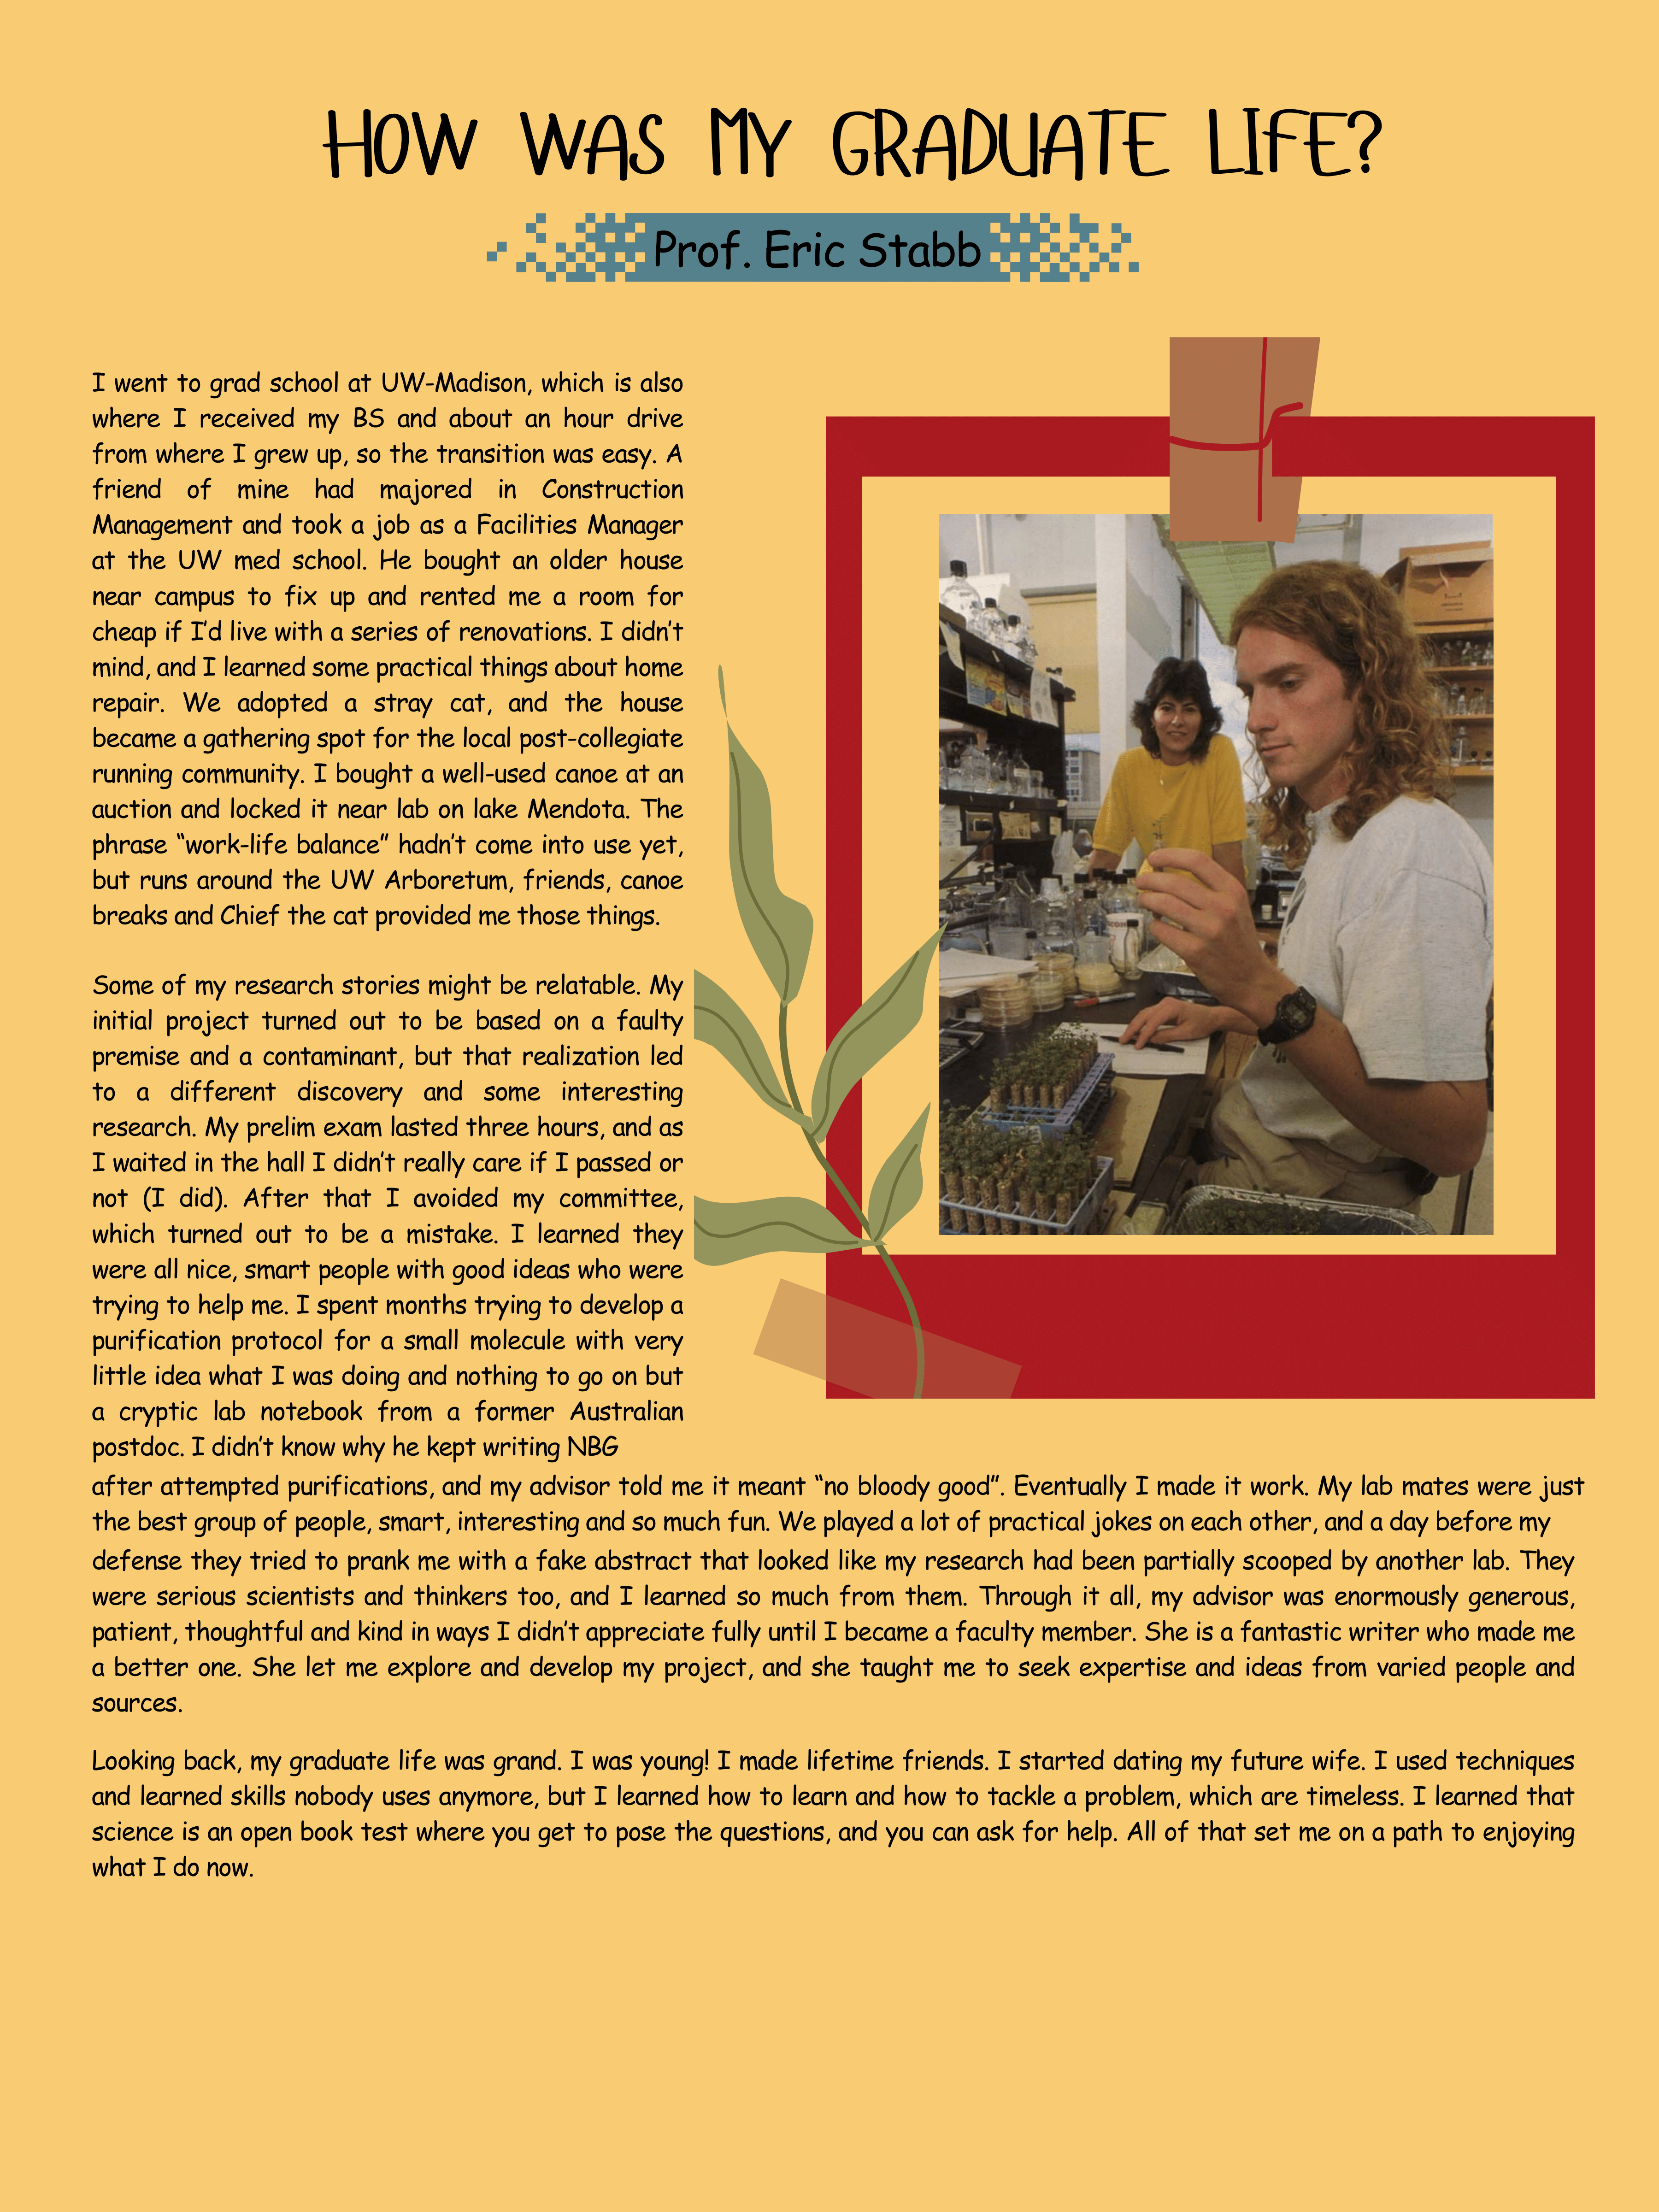 HOW WAS MY GRADUATE LIFE?
Prof. Eric Stabb
I went to grad school at UW-Madison, which is also
where I received my BS and about an hour drive
from where I grew up, so the transition was easy. A
friend of mine had majored in Construction
Management and took a job as a Facilities Manager
at the UW med school. He bought an older house
near campus to fix up and rented me a room for
cheap if I’d live with a series of renovations. I didn’t
mind, and I learned some practical things about home
repair. We adopted a stray cat, and the house
became a gathering spot for the local post-collegiate
running community. I bought a well-used canoe at an
auction and locked it near lab on lake Mendota. The
phrase “work-life balance” hadn’t come into use yet,
but runs around the UW Arboretum, friends, canoe
breaks and Chief the cat provided me those things.
Some of my research stories might be relatable. My
initial project turned out to be based on a faulty
premise and a contaminant, but that realization led
to a different discovery and some interesting
research. My prelim exam lasted three hours, and as
I waited in the hall I didn’t really care if I passed or
not (I did). After that I avoided my committee,
which turned out to be a mistake. I learned they
were all nice, smart people with good ideas who were
trying to help me. I spent months trying to develop a
purification protocol for a small molecule with very
little idea what I was doing and nothing to go on but
a cryptic lab notebook from a former Australian
postdoc. I didn’t know why he kept writing NBG
after attempted purifications, and my advisor told me it meant “no bloody good”. Eventually I made it work. My lab mates were just
the best group of people, smart, interesting and so much fun. We played a lot of practical jokes on each other, and a day before my
defense they tried to prank me with a fake abstract that looked like my research had been partially scooped by another lab. They
were serious scientists and thinkers too, and I learned so much from them. Through it all, my advisor was enormously generous,
patient, thoughtful and kind in ways I didn’t appreciate fully until I became a faculty member. She is a fantastic writer who made me
a better one. She let me explore and develop my project, and she taught me to seek expertise and ideas from varied people and
sources.
Looking back, my graduate life was grand. I was young! I made lifetime friends. I started dating my future wife. I used techniques
and learned skills nobody uses anymore, but I learned how to learn and how to tackle a problem, which are timeless. I learned that
science is an open book test where you get to pose the questions, and you can ask for help. All of that set me on a path to enjoying
what I do now.